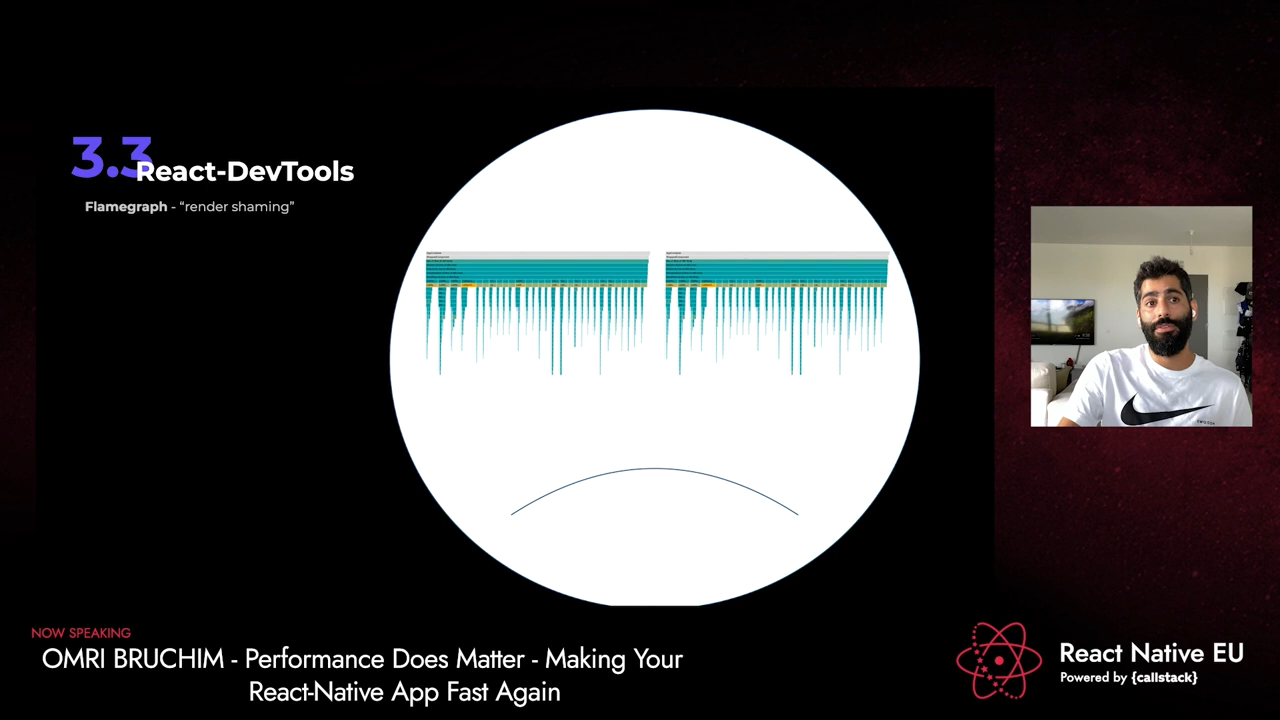 3.3
React-DevTools
Flamegraph - “render shaming”
NOW SPEAKING
OMRI BRUCHIM - Performance Does Matter - Making Your
React-Native App Fast Again
React Native EU
Powered by {callstack}